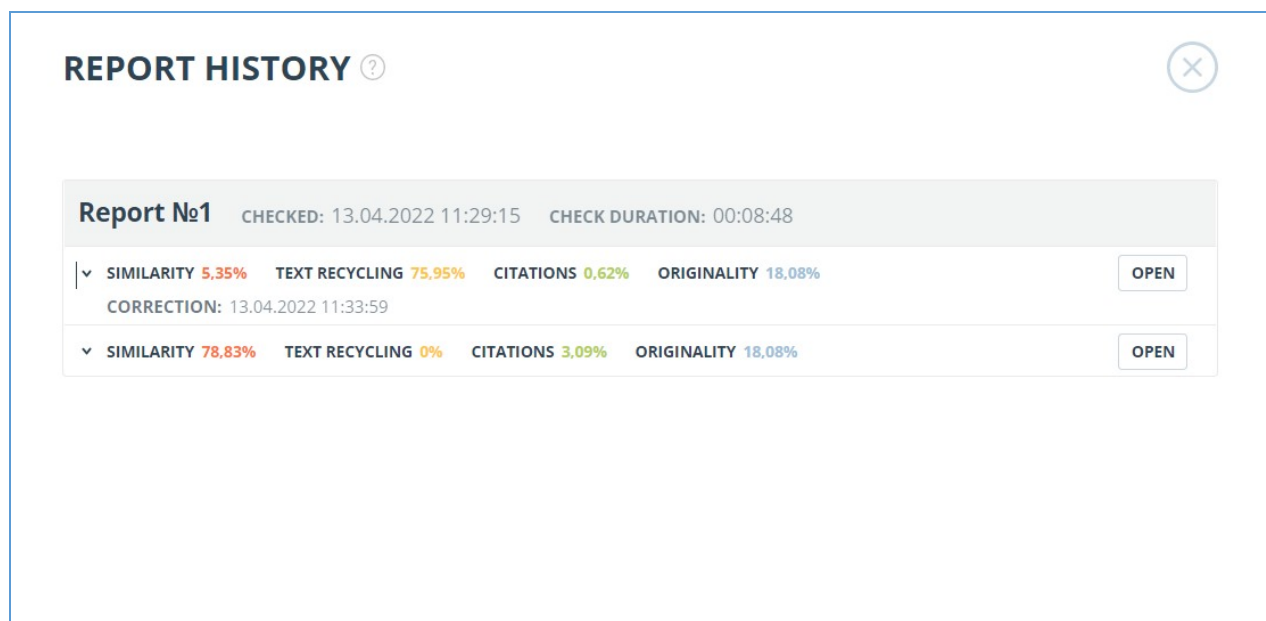 REPORT HISTORY ?
Report №1 CHECKED: 13.04.2022 11:29:15 CHECK DURATION: 00:08:48
SIMILARITY 5,35% TEXT RECYCLING 75,95% CITATIONS 0,62% ORIGINALITY 18,08% OPEN
CORRECTION: 13.04.2022 11:33:59
SIMILARITY 78,83% TEXT RECYCLING 0% CITATIONS 3,09% ORIGINALITY 18,08% OPEN